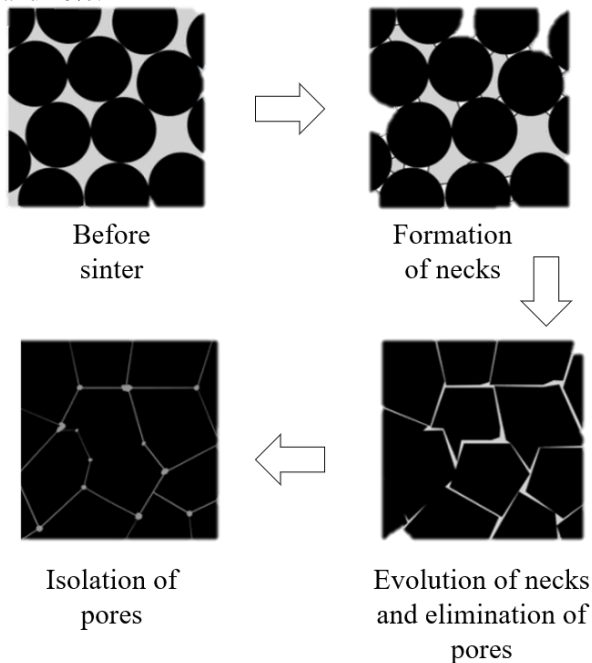 Before
sinter
Formation
of necks
Evolution of necks
and elimination of
pores
Isolation of
pores